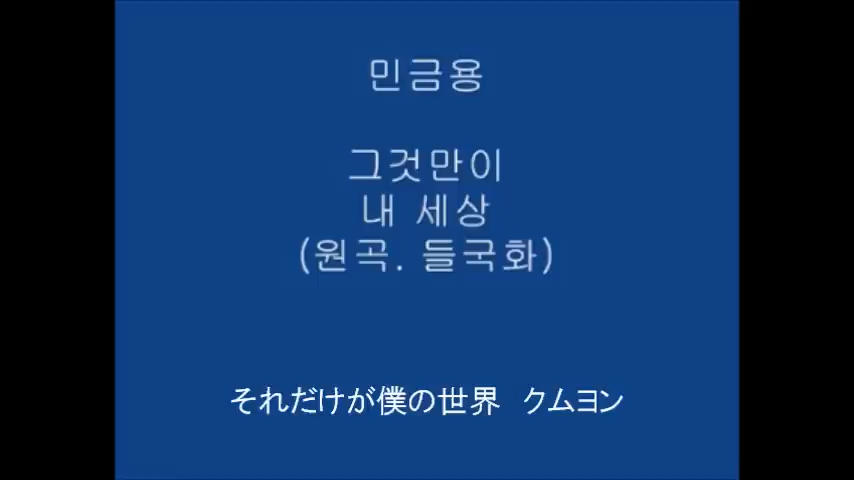 민금용
그것만이
내 세상
(원곡. 들국화)
それだけが僕の世界　クムヨン